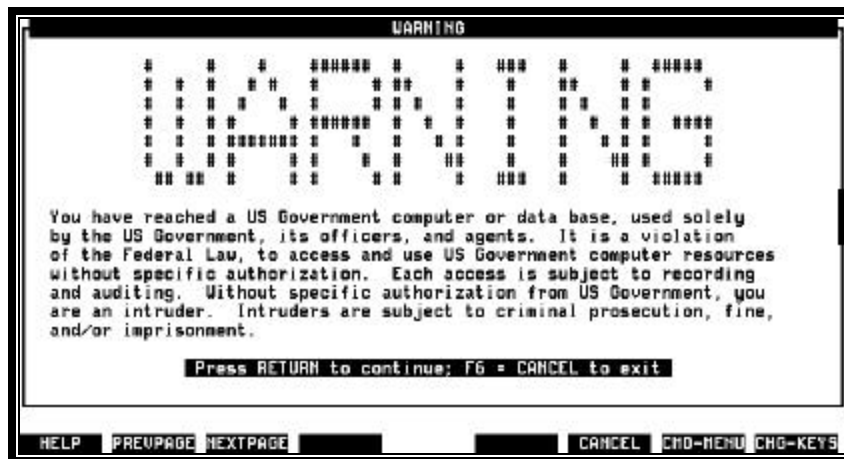 WARNING
WARNING
You have reached a US Government computer or data base, used solely
by the US Government, its officers, and agents. It is a violation
of the Federal Law, to access and use US Government computer resources
without specific authorization. Each access is subject to recording
and auditing. Without specific authorization from US Government, you
are an intruder. Intruders are subject to criminal prosecution, fine,
and/or imprisonment.
Press RETURN to continue; F6 = CANCEL to exit
HELP PREVPAGE NEXTPAGE CANCEL CMD-MENU CHG-KEYS